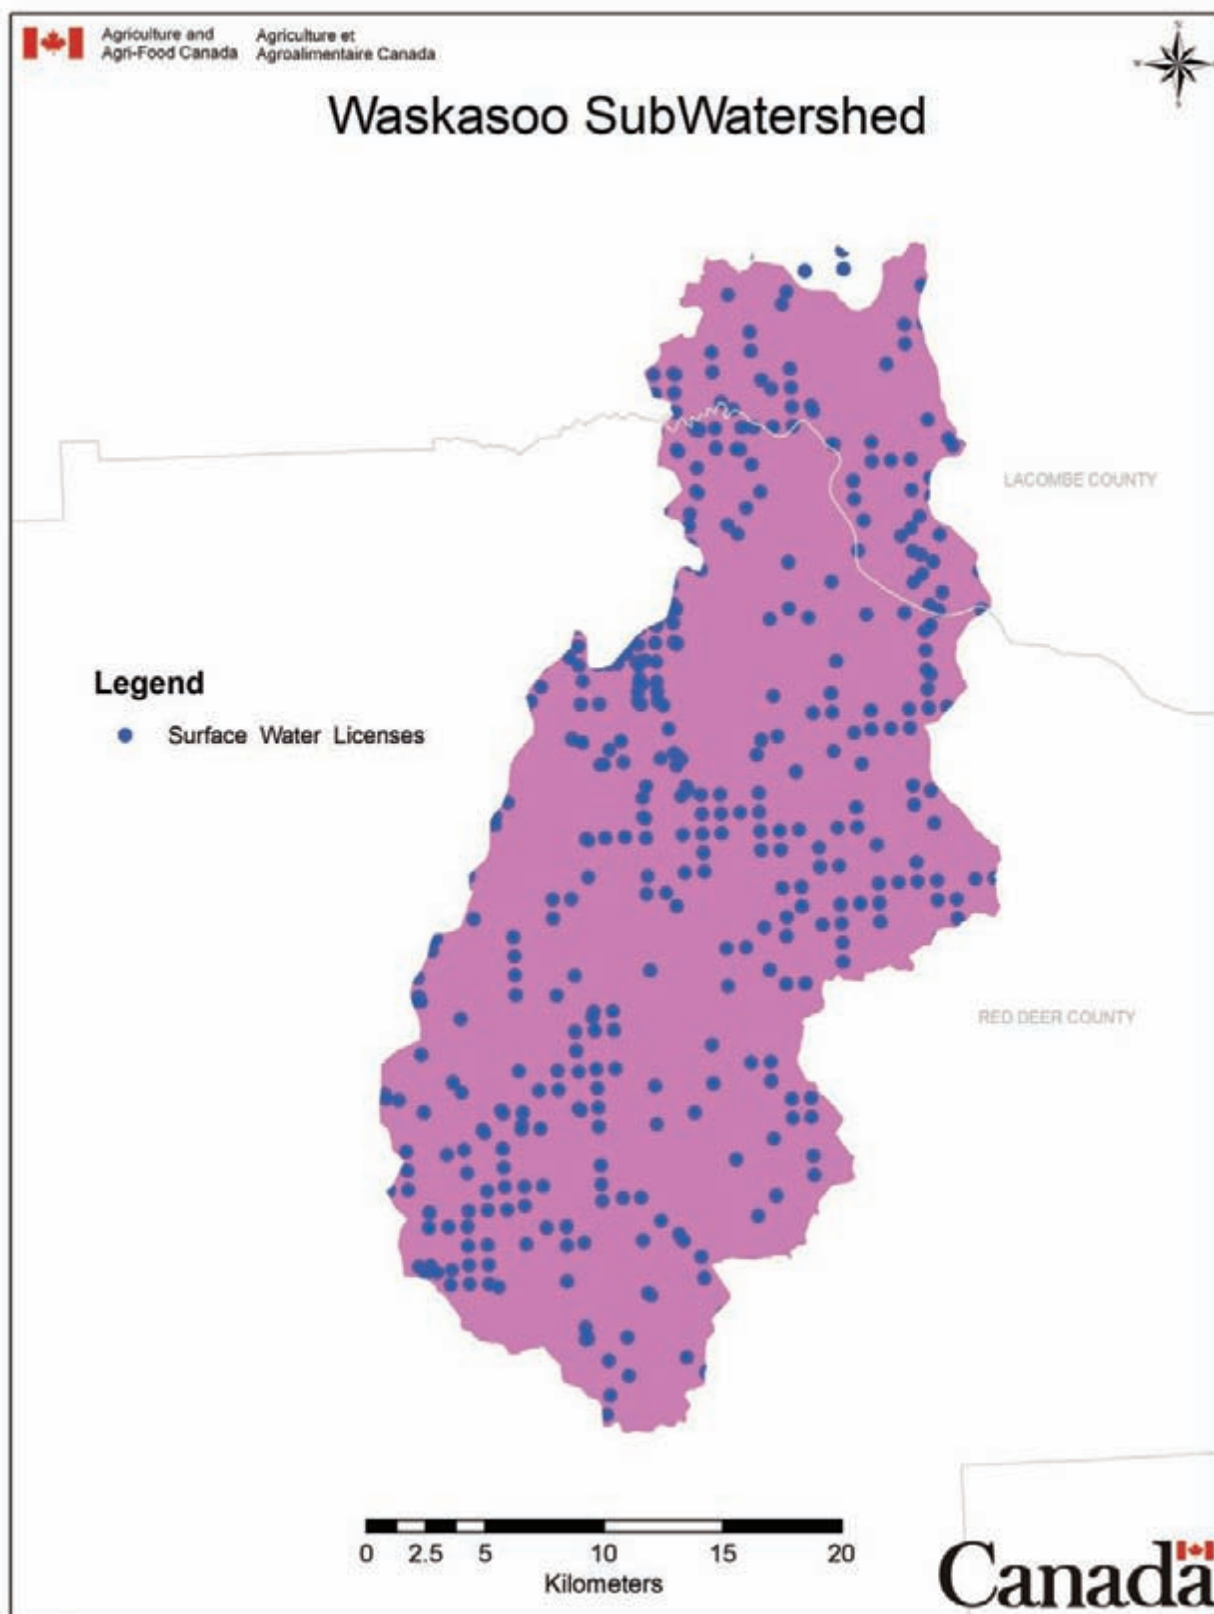 Agriculture and Agriculture et
Agri-Food Canada Agroalimentaire Canada
N
W
S
Waskasoo SubWatershed
LACOMBE COUNTY
Legend
Surface Water Licenses
RED DEER COUNTY
0 2.5 5 10 15 20
Kilometers
Canada